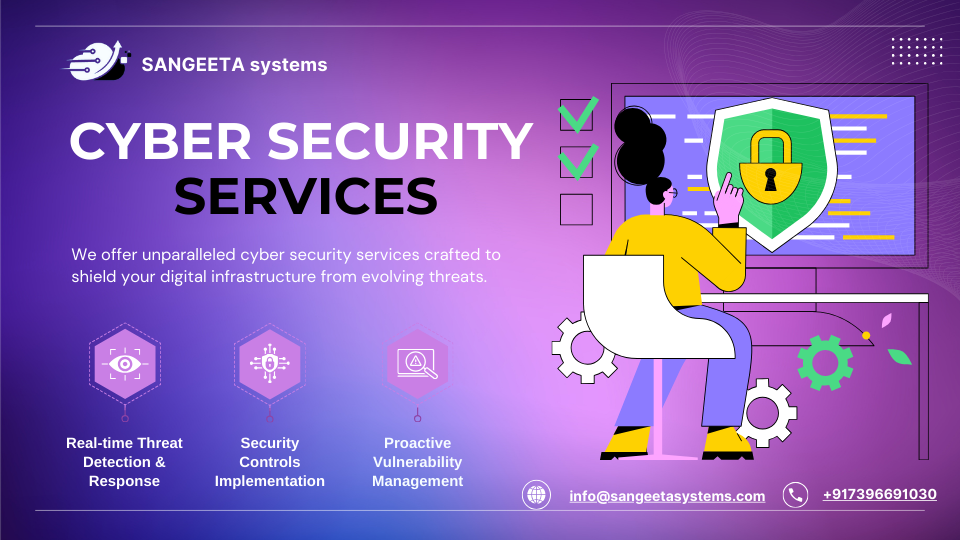 SANGEETA systems
CYBER SECURITY
SERVICES
We offer unparalleled cyber security services crafted to
shield your digital infrastructure from evolving threats.
Real-time Threat
Detection &
Response
Security
Controls
Implementation
Proactive
Vulnerability
Management
info@sangeetasystems.com
+917396691030